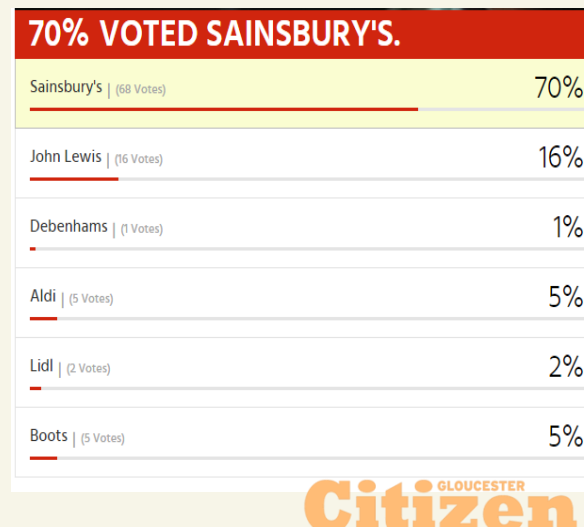 70% VOTED SAINSBURY'S.
Sainsbury's | (68 Votes) 70%
John Lewis | (16 Votes) 16%
Debenhams | (1 Votes) 1%
Aldi | (5 Votes) 5%
Lidl | (2 Votes) 2%
Boots | (5 Votes) 5%
GLOUCESTER
Citizen